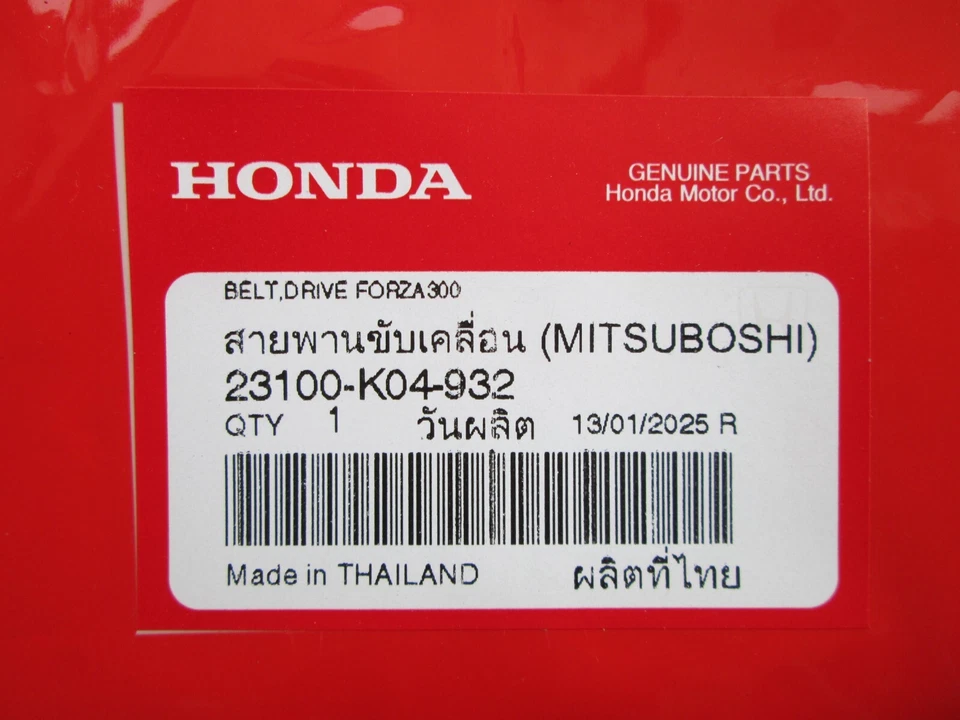 HONDA
GENUINE PARTS
Honda Motor Co., Ltd.
BELT,DRIVE FORZA300
สายพานขับเคลื่อน (MITSUBOSHI)
23100-K04-932
QTY 1 วันผลิต 13/01/2025 R
Made in THAILAND ผลิตที่ไทย